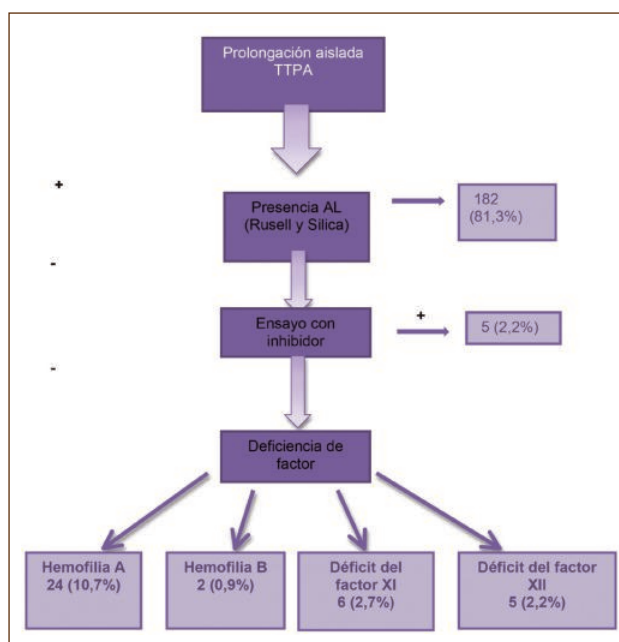 Prolongación aislada
TTPA
+
Presencia AL
(Rusell y Silica)
182
(81,3%)
-
Ensayo con
inhibidor
+
5 (2,2%)
-
Deficiencia de
factor
Hemofilia A
24 (10,7%)
Hemofilia B
2 (0,9%)
Déficit del
factor XI
6 (2,7%)
Déficit del factor
XII
5 (2,2%)